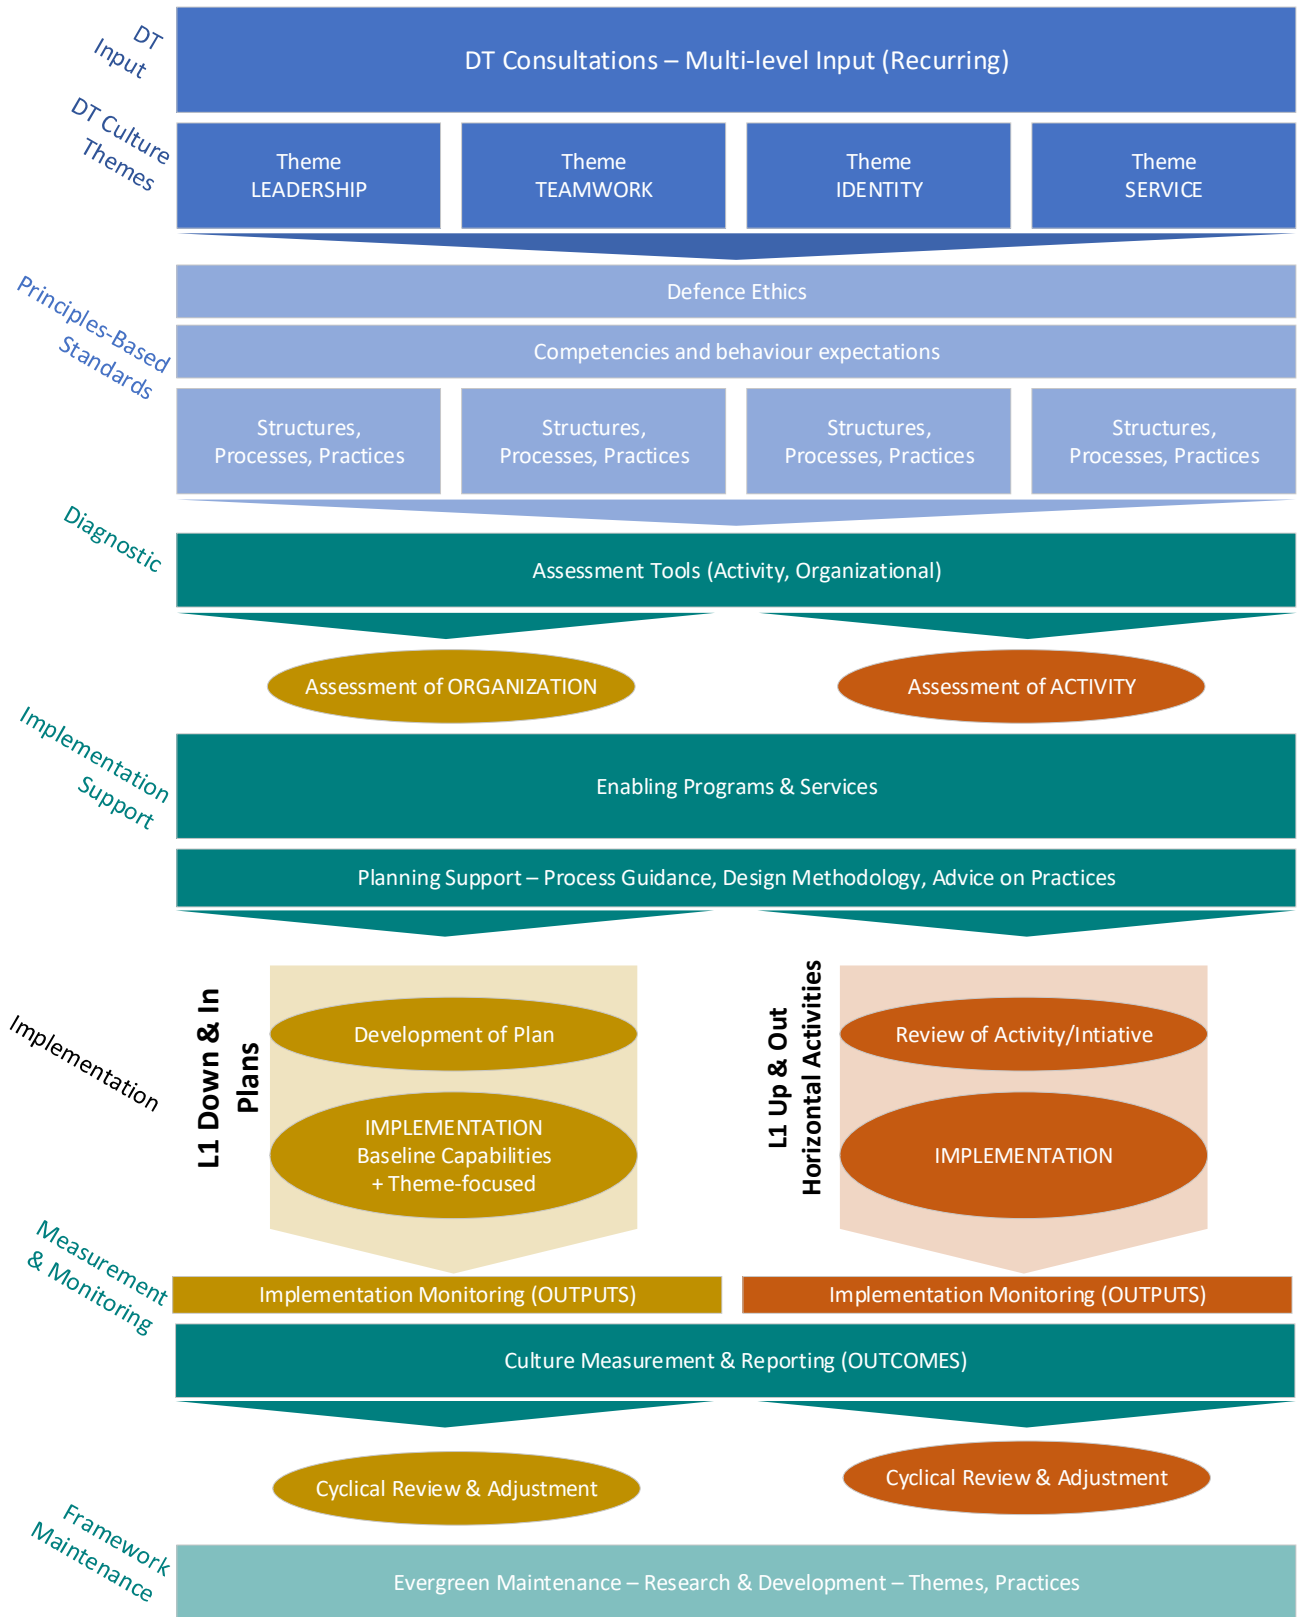 DT
Input
DT Consultations – Multi-level Input (Recurring)
DT Culture
Themes
Theme
LEADERSHIP
Theme
TEAMWORK
Theme
IDENTITY
Theme
SERVICE
Principles-Based
Standards
Defence Ethics
Competencies and behaviour expectations
Structures,
Processes, Practices
Structures,
Processes, Practices
Structures,
Processes, Practices
Structures,
Processes, Practices
Diagnostic
Assessment Tools (Activity, Organizational)
Assessment of ORGANIZATION
Assessment of ACTIVITY
Implementation
Support
Enabling Programs & Services
Planning Support – Process Guidance, Design Methodology, Advice on Practices
Implementation
L1 Down & In
Plans
Development of Plan
IMPLEMENTATION
Baseline Capabilities
+ Theme-focused
L1 Up & Out
Horizontal Activities
Review of Activity/Intiative
IMPLEMENTATION
Measurement
& Monitoring
Implementation Monitoring (OUTPUTS)
Implementation Monitoring (OUTPUTS)
Culture Measurement & Reporting (OUTCOMES)
Cyclical Review & Adjustment
Cyclical Review & Adjustment
Framework
Maintenance
Evergreen Maintenance – Research & Development – Themes, Practices